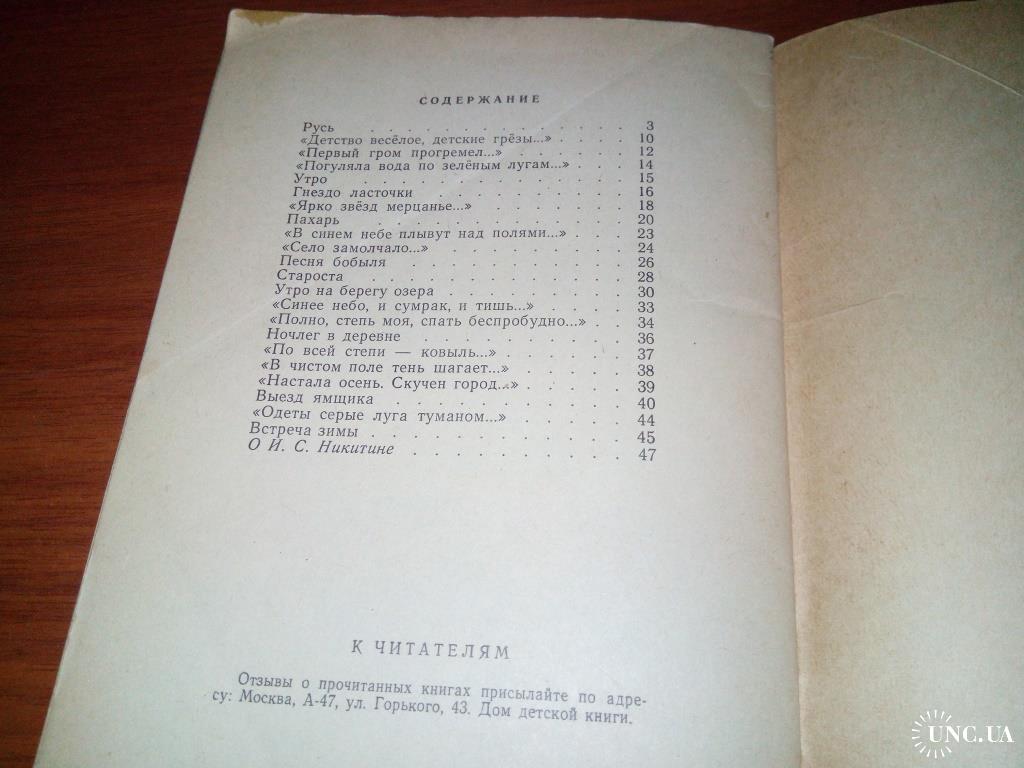 СОДЕРЖАНИЕ
Русь . . . . . . . . . . . . . 3
«Детство весёлое, детские грёзы...» . . . . 10
«Первый гром прогремел...» . . . . . . 12
«Погуляла вода по зелёным лугам...» . . . 14
Утро . . . . . . . . . . . . . 15
Гнездо ласточки . . . . . . . . . . 16
«Ярко звёзд мерцанье...» . . . . . . . 18
Пахарь . . . . . . . . . . . . 20
«В синем небе плывут над полями...» . . . 23
«Село замолчало...» . . . . . . . . 24
Песня бобыля . . . . . . . . . . 26
Староста . . . . . . . . . . . . 28
Утро на берегу озера . . . . . . . . 30
«Синее небо, и сумрак, и тишь...» . . . . 33
«Полно, степь моя, спать беспробудно...» . . 34
Ночлег в деревне . . . . . . . . . 36
«По всей степи — ковыль...» . . . . . . 37
«В чистом поле тень шагает...» . . . . . 38
«Настала осень. Скучен город...» . . . . 39
Выезд ямщика . . . . . . . . . . 40
«Одеты серые луга туманом...» . . . . . 44
Встреча зимы . . . . . . . . . . 45
О И. С. Никитине . . . . . . . . . 47
К ЧИТАТЕЛЯМ
Отзывы о прочитанных книгах присылайте по адре-
су: Москва, А-47, ул. Горького, 43. Дом детской книги.
UNC.UA